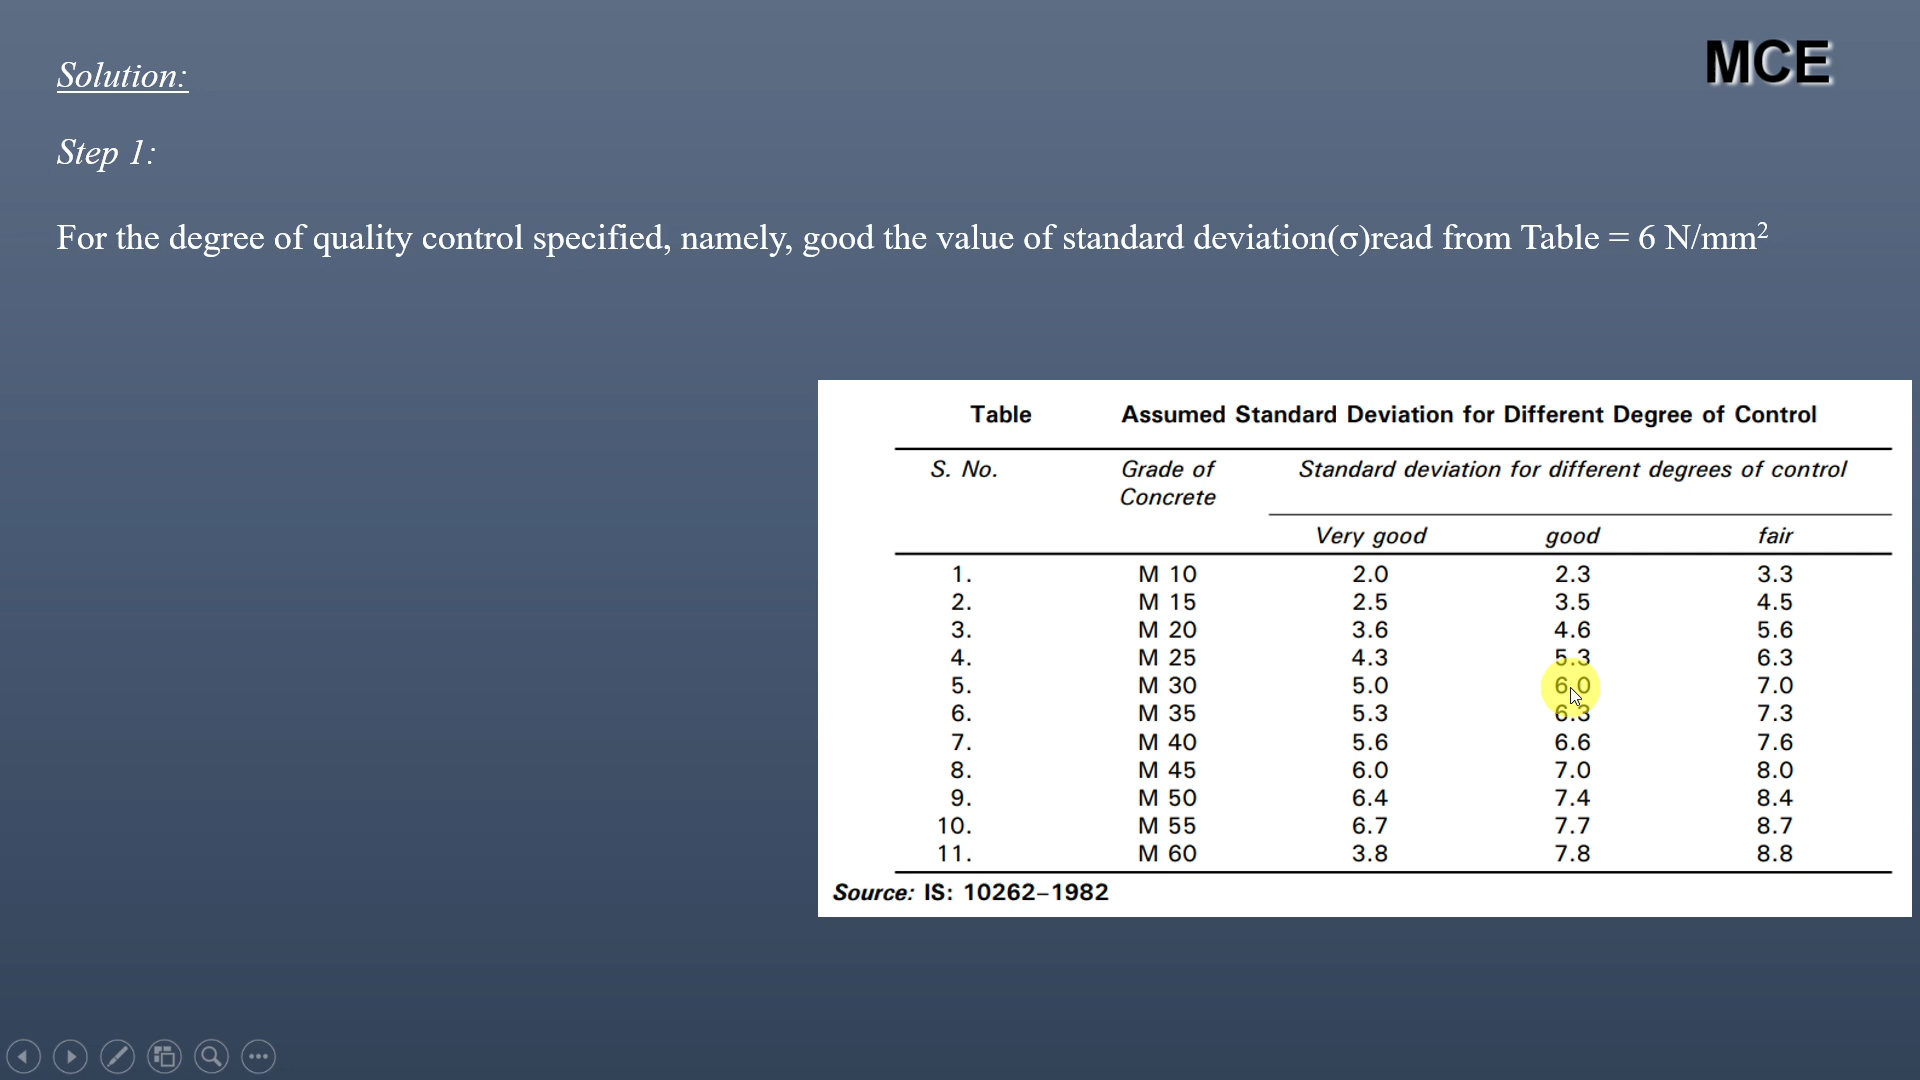 MCE
Solution:
Step 1:
For the degree of quality control specified, namely, good the value of standard deviation(σ)read from Table = 6 N/mm²
Table Assumed Standard Deviation for Different Degree of Control
S. No. Grade of Concrete Standard deviation for different degrees of control
Very good good fair
1. M 10 2.0 2.3 3.3
2. M 15 2.5 3.5 4.5
3. M 20 3.6 4.6 5.6
4. M 25 4.3 5.3 6.3
5. M 30 5.0 6.0 7.0
6. M 35 5.3 6.3 7.3
7. M 40 5.6 6.6 7.6
8. M 45 6.0 7.0 8.0
9. M 50 6.4 7.4 8.4
10. M 55 6.7 7.7 8.7
11. M 60 3.8 7.8 8.8
Source: IS: 10262–1982